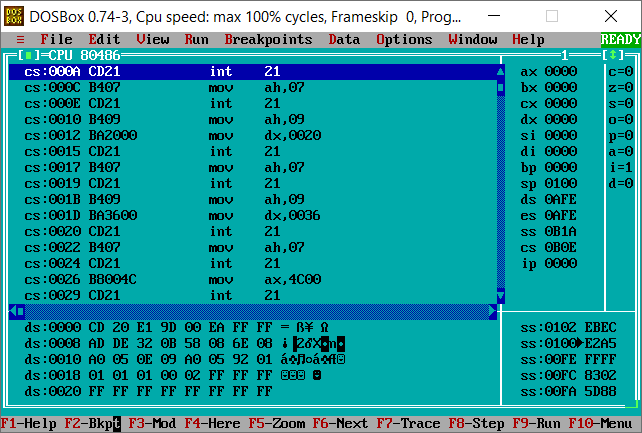 DOSBox 0.74-3, Cpu speed: max 100% cycles, Frameskip 0, Prog...
≡ File Edit View Run Breakpoints Data Options Window Help READY
[■] CPU 80486 1 [↕]
cs:000A CD21 int 21 ax 0000 c=0
cs:000C B407 mov ah,07 bx 0000 z=0
cs:000E CD21 int 21 cx 0000 s=0
cs:0010 B409 mov ah,09 dx 0000 o=0
cs:0012 BA2000 mov dx,0020 si 0000 p=0
cs:0015 CD21 int 21 di 0000 a=0
cs:0017 B407 mov ah,07 bp 0000 i=1
cs:0019 CD21 int 21 sp 0100 d=0
cs:001B B409 mov ah,09 ds 0AFE
cs:001D BA3600 mov dx,0036 es 0AFE
cs:0020 CD21 int 21 ss 0B1A
cs:0022 B407 mov ah,07 cs 0B0E
cs:0024 CD21 int 21 ip 0000
cs:0026 B8004C mov ax,4C00
cs:0029 CD21 int 21
ds:0000 CD 20 E1 9D 00 EA FF FF = ß¥ Ω ss:0102 EBEC
ds:0008 AD DE 32 0B 58 08 6E 08 ss:0100►E2A5
ds:0010 A0 05 0E 09 A0 05 92 01 ss:00FE FFFF
ds:0018 01 01 01 00 02 FF FF FF ss:00FC 8302
ds:0020 FF FF FF FF FF FF FF FF ss:00FA 5D88
F1-Help F2-Bkpt F3-Mod F4-Here F5-Zoom F6-Next F7-Trace F8-Step F9-Run F10-Menu